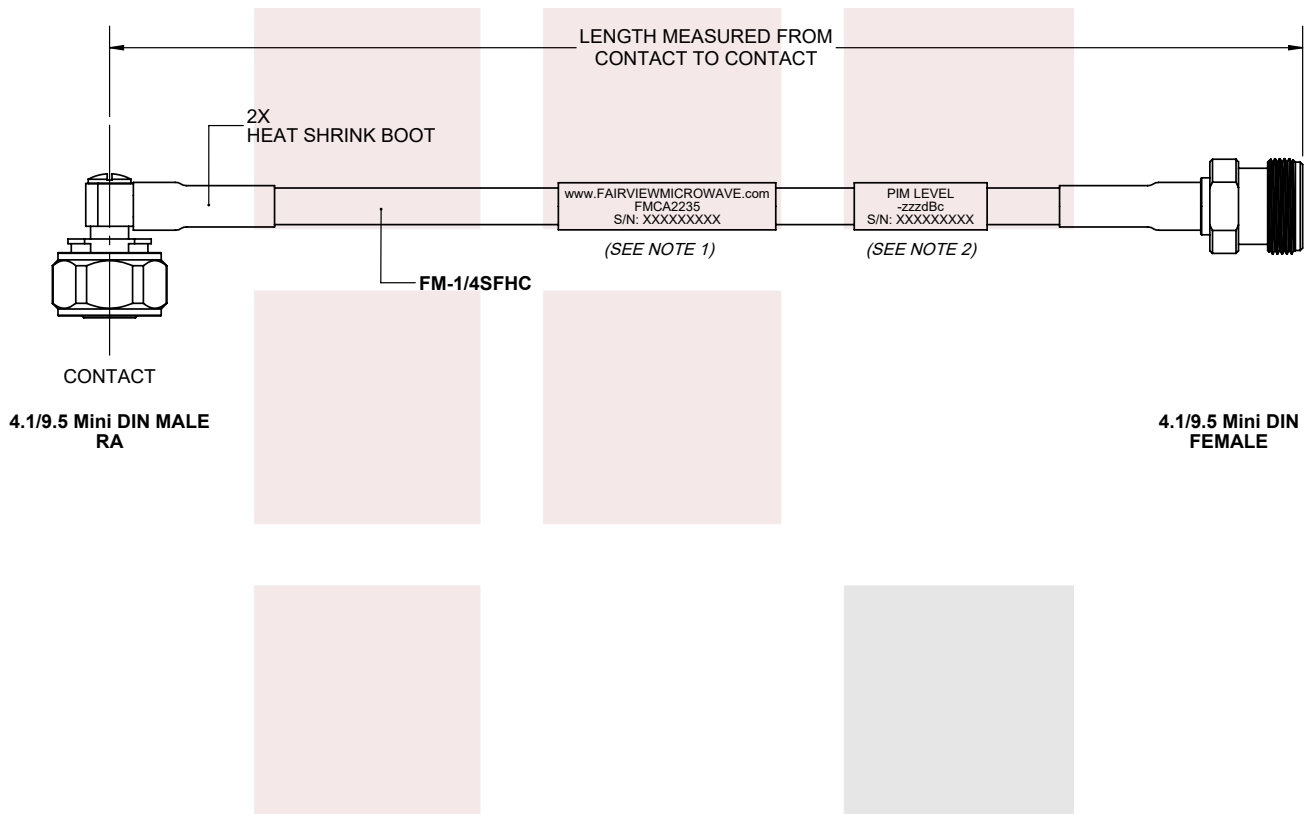 LENGTH MEASURED FROM
CONTACT TO CONTACT
2X
HEAT SHRINK BOOT
www.FAIRVIEWMICROWAVE.com
FMCA2235
S/N: XXXXXXXXX
PIM LEVEL
-zzzdBc
S/N: XXXXXXXXX
(SEE NOTE 1)
(SEE NOTE 2)
FM-1/4SFHC
CONTACT
4.1/9.5 Mini DIN MALE
RA
4.1/9.5 Mini DIN
FEMALE